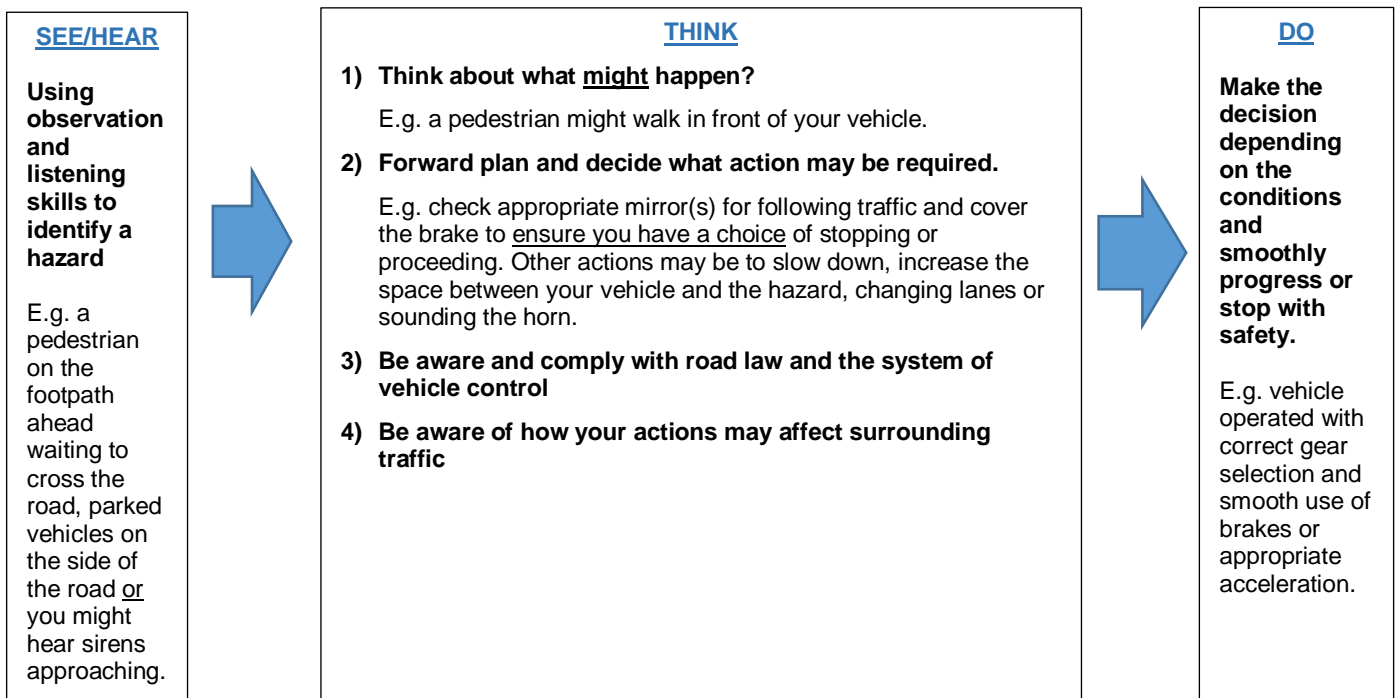 SEE/HEAR
Using
observation
and
listening
skills to
identify a
hazard
E.g. a
pedestrian
on the
footpath
ahead
waiting to
cross the
road, parked
vehicles on
the side of
the road or
you might
hear sirens
approaching.
THINK
1) Think about what might happen?
E.g. a pedestrian might walk in front of your vehicle.
2) Forward plan and decide what action may be required.
E.g. check appropriate mirror(s) for following traffic and cover
the brake to ensure you have a choice of stopping or
proceeding. Other actions may be to slow down, increase the
space between your vehicle and the hazard, changing lanes or
sounding the horn.
3) Be aware and comply with road law and the system of
vehicle control
4) Be aware of how your actions may affect surrounding
traffic
DO
Make the
decision
depending
on the
conditions
and
smoothly
progress or
stop with
safety.
E.g. vehicle
operated with
correct gear
selection and
smooth use of
brakes or
appropriate
acceleration.